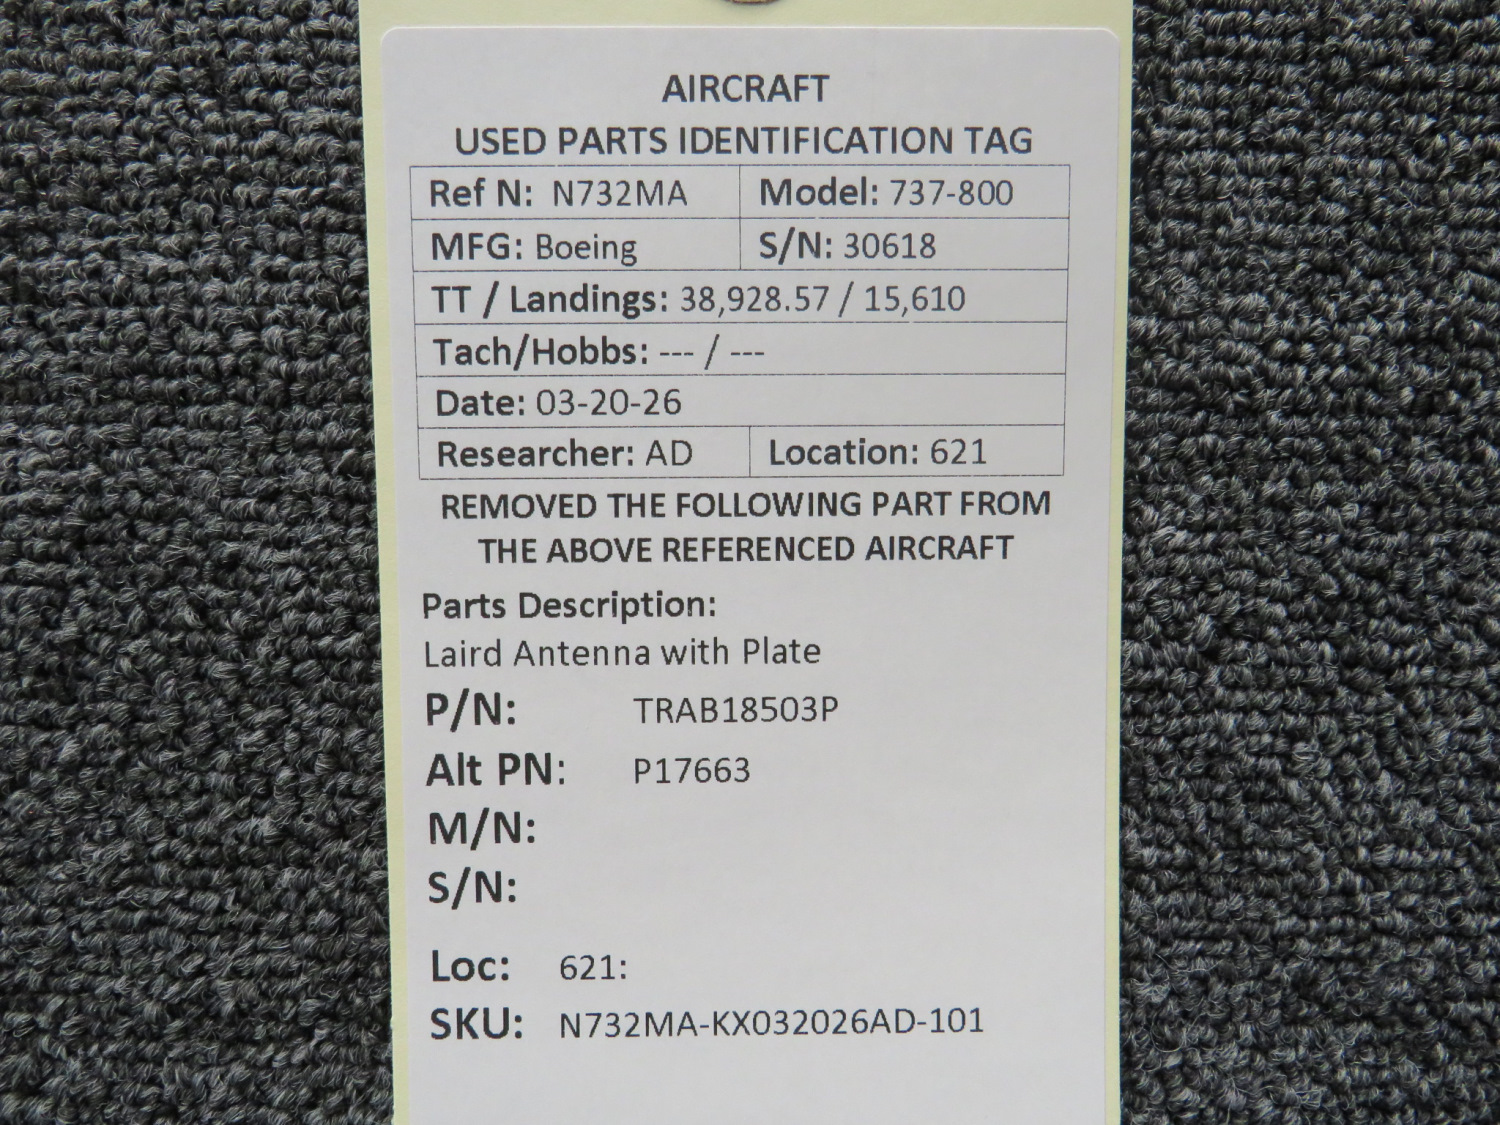 AIRCRAFT
USED PARTS IDENTIFICATION TAG
Ref N: N732MA Model: 737-800
MFG: Boeing S/N: 30618
TT / Landings: 38,928.57 / 15,610
Tach/Hobbs: --- / ---
Date: 03-20-26
Researcher: AD Location: 621
REMOVED THE FOLLOWING PART FROM
THE ABOVE REFERENCED AIRCRAFT
Parts Description:
Laird Antenna with Plate
P/N: TRAB18503P
Alt PN: P17663
M/N:
S/N:
Loc: 621:
SKU: N732MA-KX032026AD-101